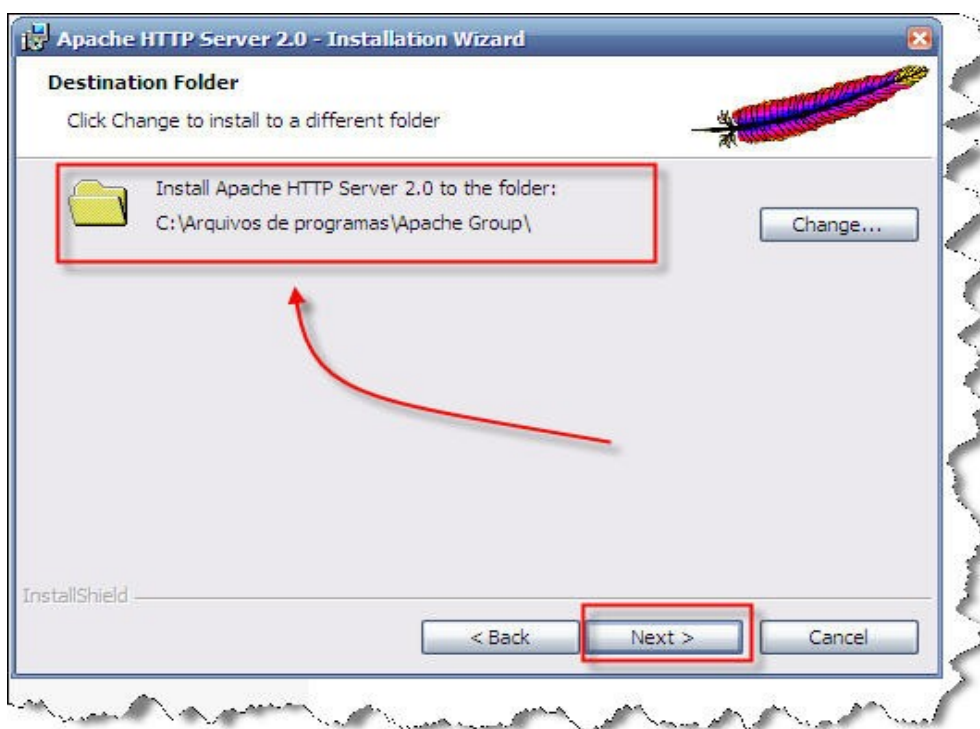 Apache HTTP Server 2.0 - Installation Wizard
Destination Folder
Click Change to install to a different folder
Install Apache HTTP Server 2.0 to the folder:
C:\Arquivos de programas\Apache Group\
Change...
InstallShield
< Back
Next >
Cancel